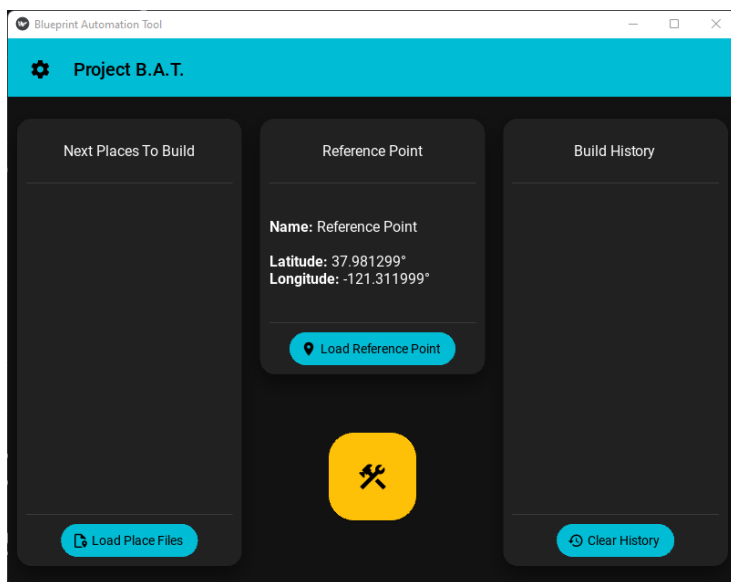 Blueprint Automation Tool
Project B.A.T.
Next Places To Build
Load Place Files
Reference Point
Name: Reference Point
Latitude: 37.981299°
Longitude: -121.311999°
Load Reference Point
Build History
Clear History